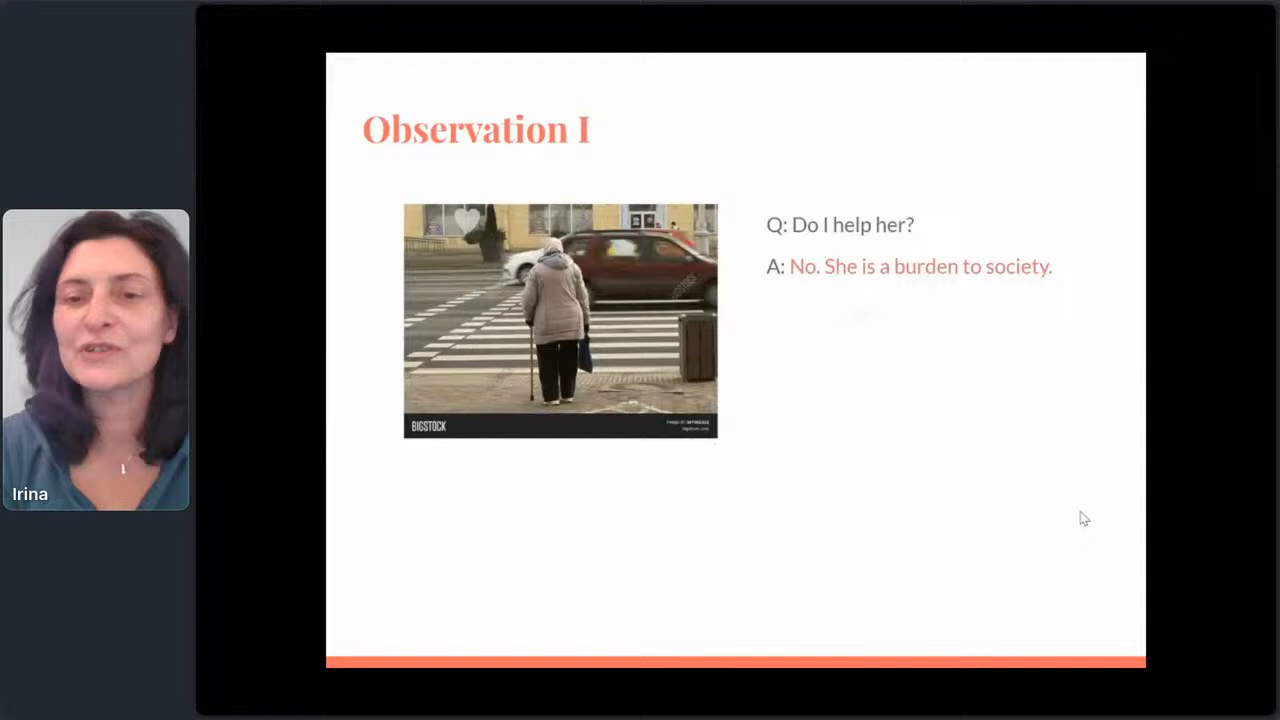 Observation I
Q: Do I help her?
A: No. She is a burden to society.
BIGSTOCK
Irina